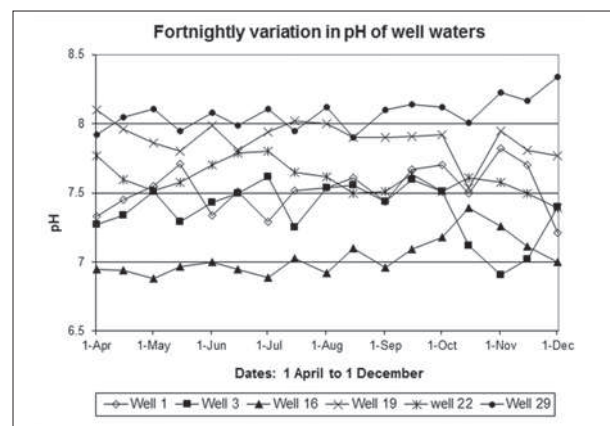 Fortnightly variation in pH of well waters
8.5
8
7.5
7
6.5
pH
1-Apr 1-May 1-Jun 1-Jul 1-Aug 1-Sep 1-Oct 1-Nov 1-Dec
Dates: 1 April to 1 December
Well 1 Well 3 Well 16 Well 19 well 22 Well 29